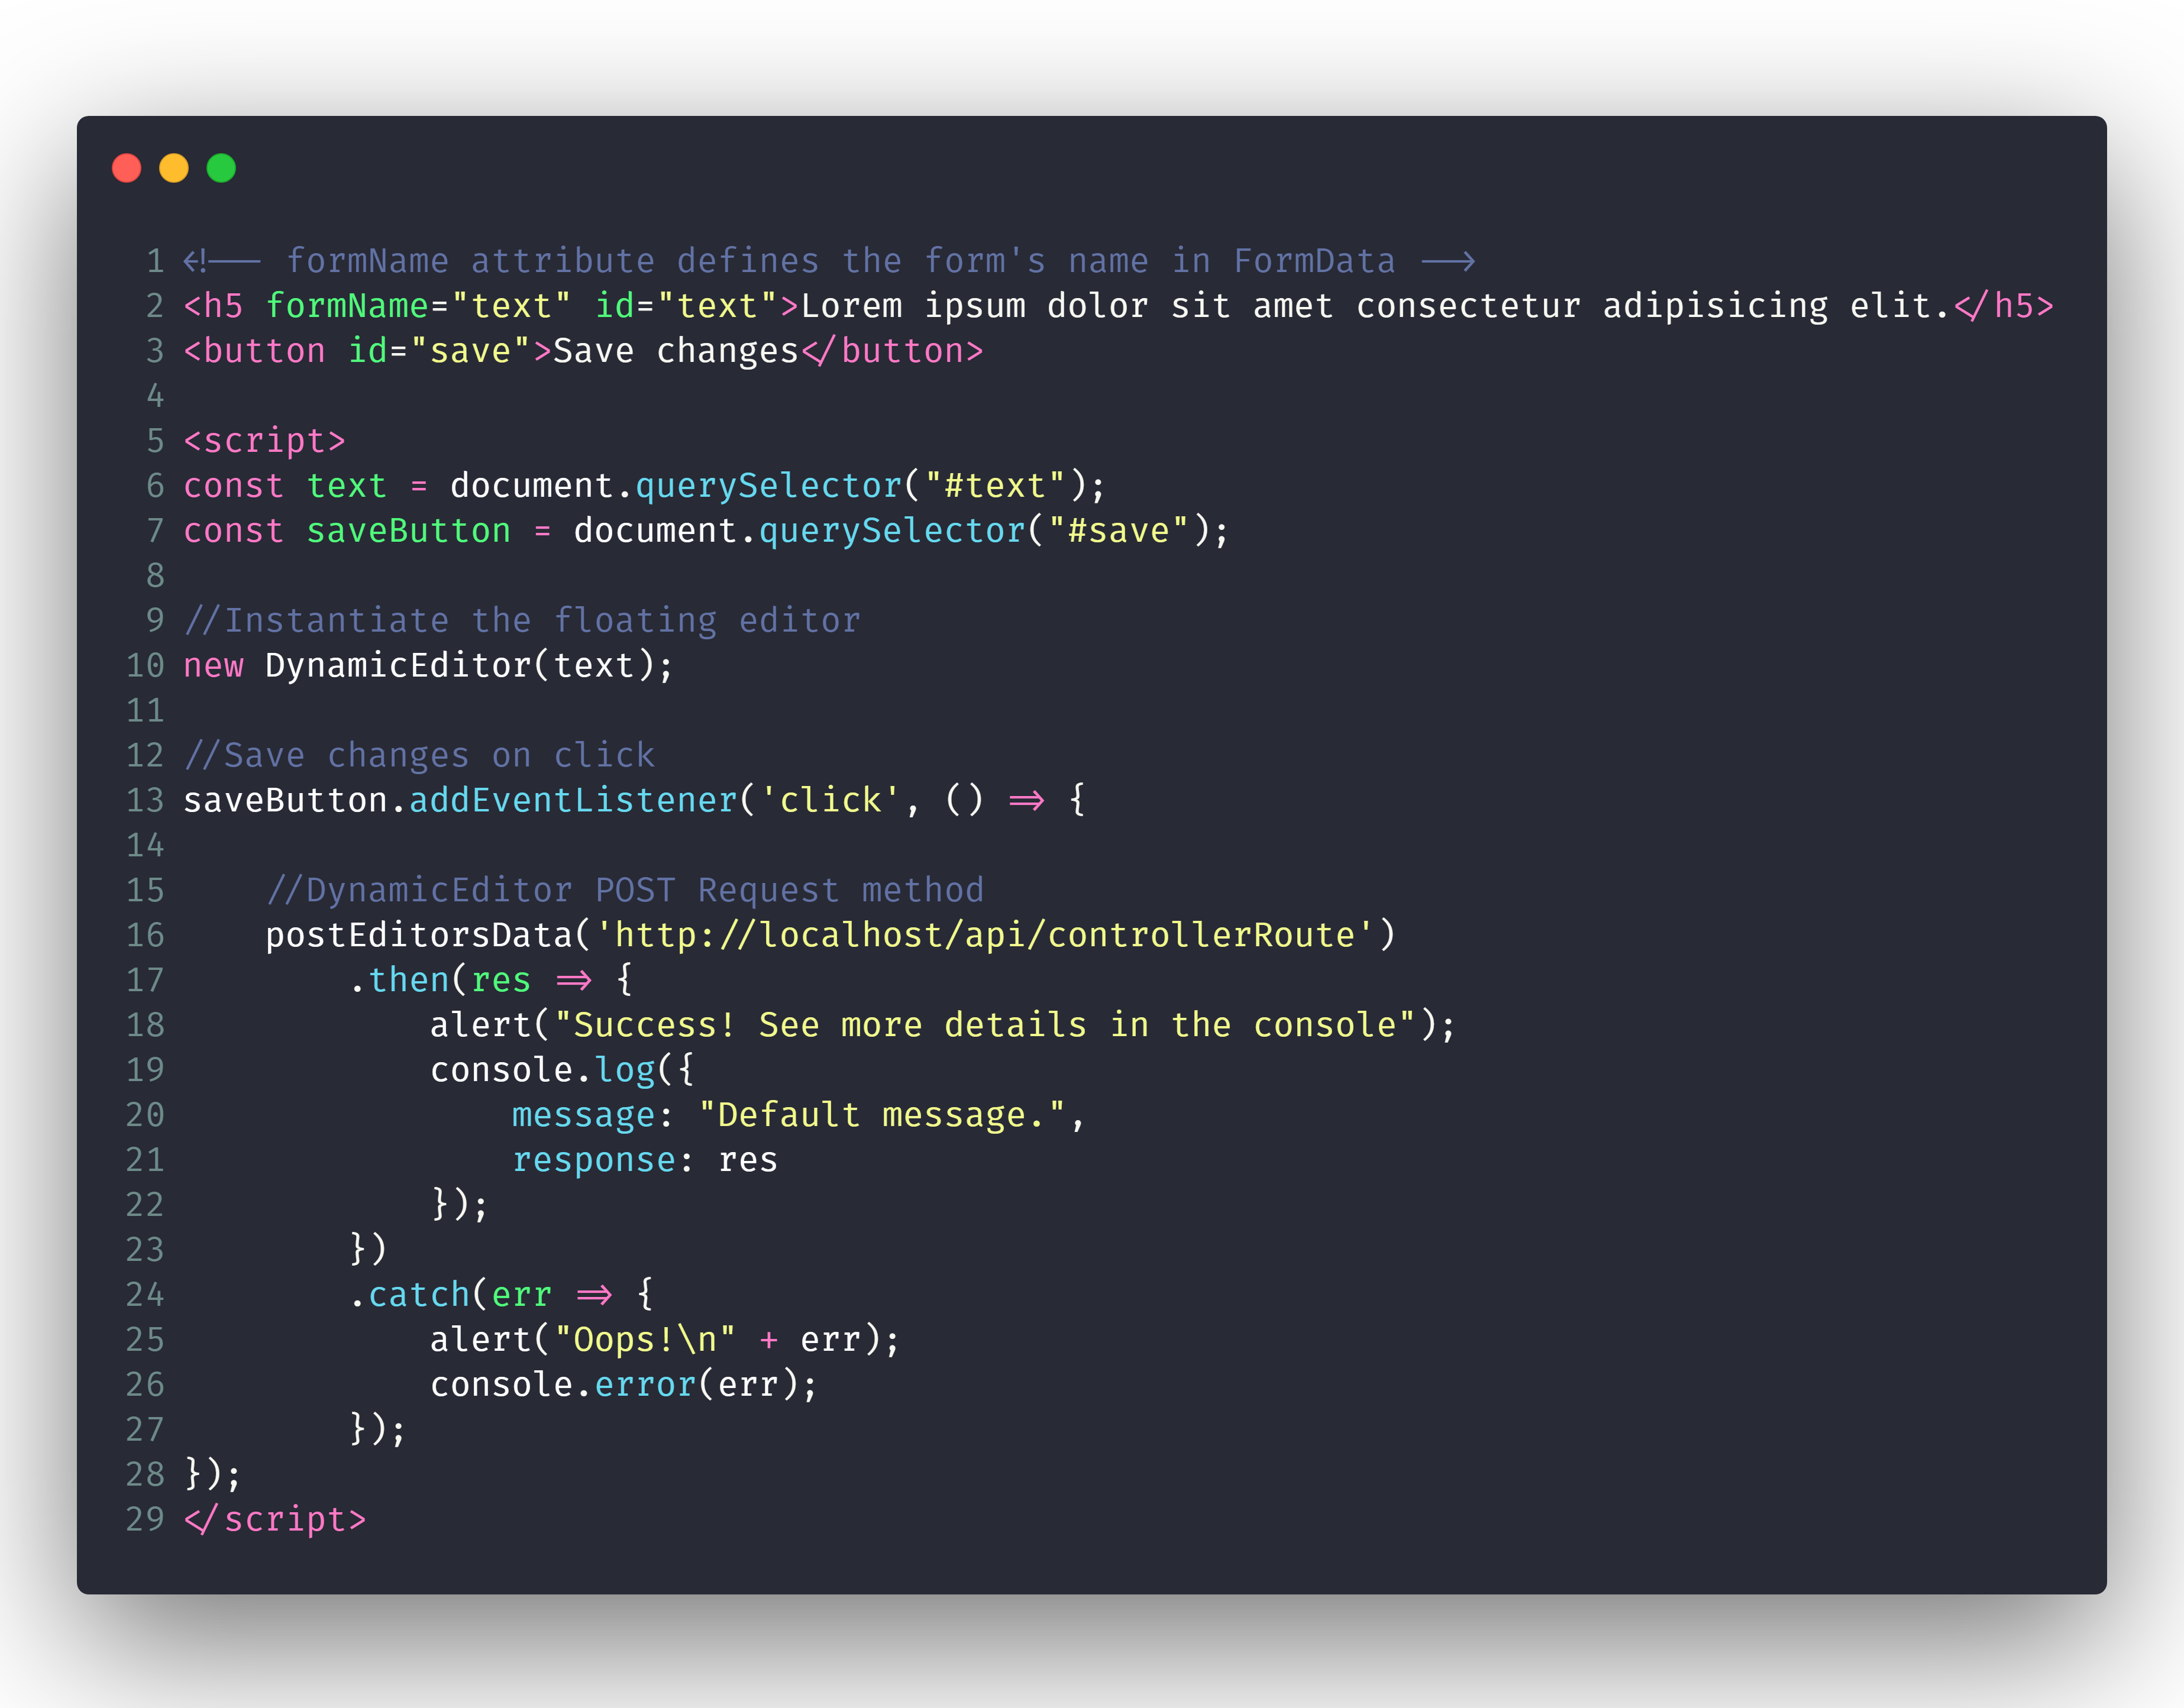 1 <!-- formName attribute defines the form's name in FormData -->
2 <h5 formName="text" id="text">Lorem ipsum dolor sit amet consectetur adipisicing elit.</h5>
3 <button id="save">Save changes</button>
4
5 <script>
6 const text = document.querySelector("#text");
7 const saveButton = document.querySelector("#save");
8
9 //Instantiate the floating editor
10 new DynamicEditor(text);
11
12 //Save changes on click
13 saveButton.addEventListener('click', () => {
14
15     //DynamicEditor POST Request method
16     postEditorsData('http://localhost/api/controllerRoute')
17         .then(res => {
18             alert("Success! See more details in the console");
19             console.log({
20                 message: "Default message.",
21                 response: res
22             });
23         })
24         .catch(err => {
25             alert("Oops!\n" + err);
26             console.error(err);
27         });
28 });
29 </script>